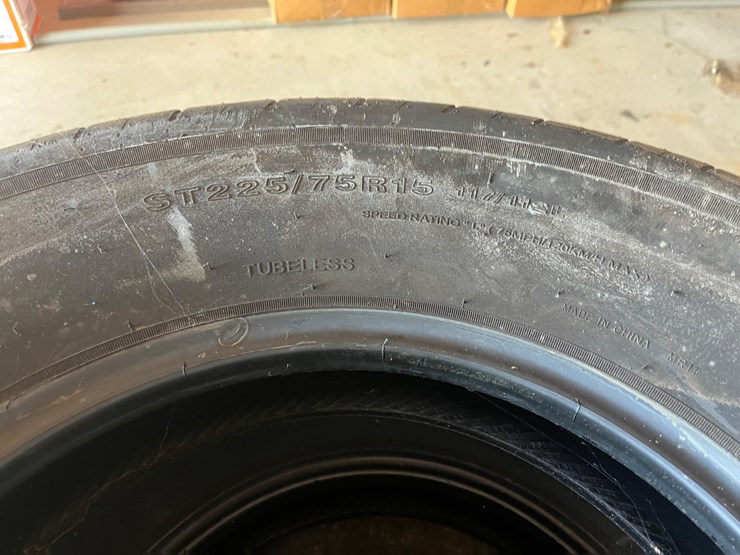 ST225/75R15
SPEED RATING "L" (75MPH/120KM/H MAX)
TUBELESS
MADE IN CHINA